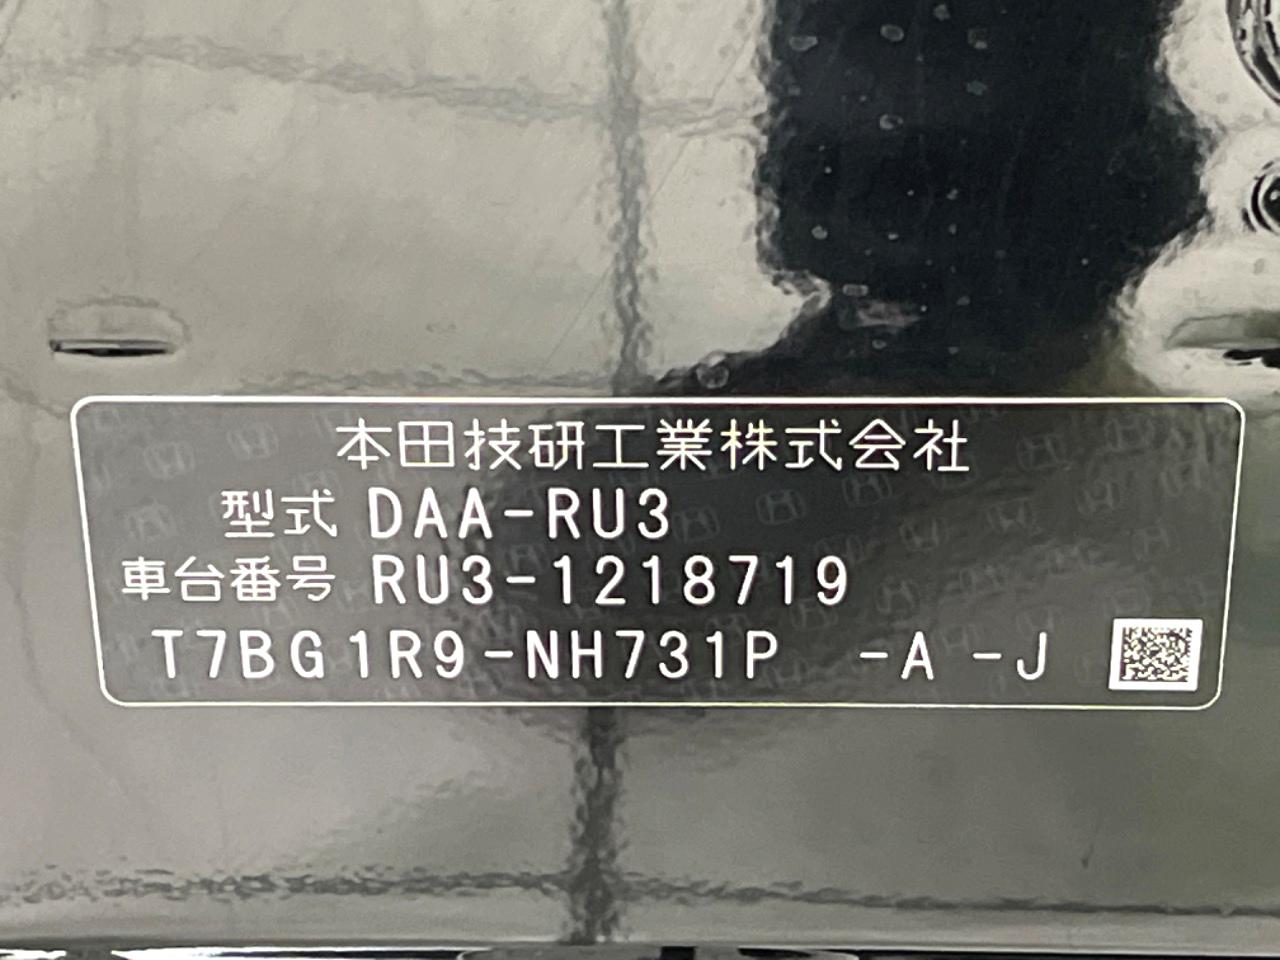 本田技研工業株式会社
型式 DAA-RU3
車台番号 RU3-1218719
T7BG1R9-NH731P -A -J